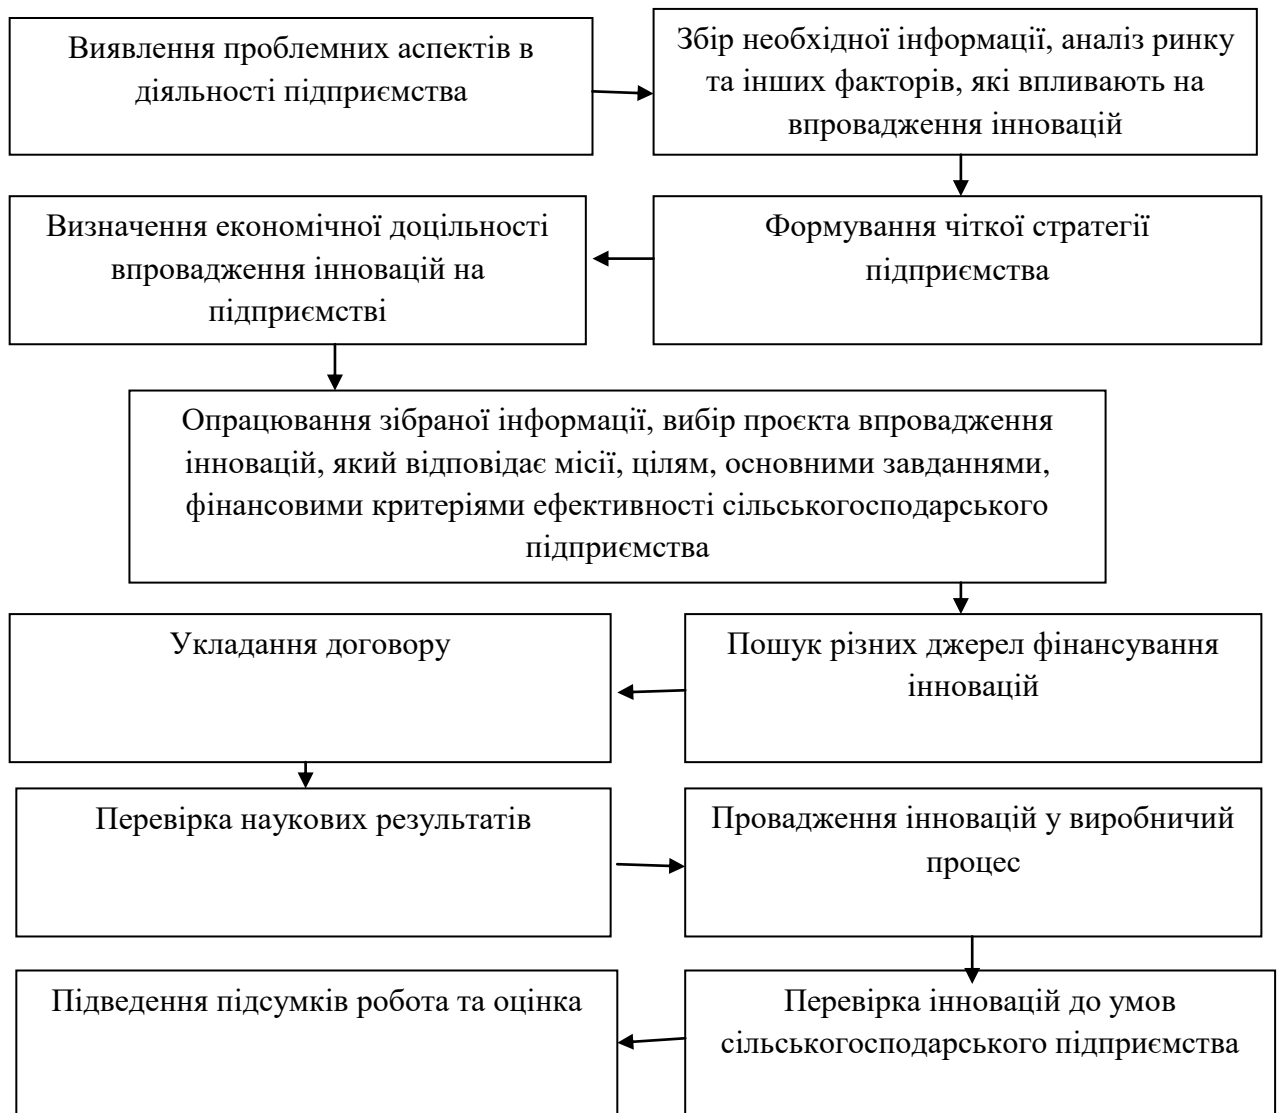 Виявлення проблемних аспектів в
діяльності підприємства
Збір необхідної інформації, аналіз ринку
та інших факторів, які впливають на
впровадження інновацій
Формування чіткої стратегії
підприємства
Визначення економічної доцільності
впровадження інновацій на
підприємстві
Опрацювання зібраної інформації, вибір проєкта впровадження
інновацій, який відповідає місії, цілям, основними завданнями,
фінансовими критеріями ефективності сільськогосподарського
підприємства
Пошук різних джерел фінансування
інновацій
Укладання договору
Перевірка наукових результатів
Провадження інновацій у виробничий
процес
Перевірка інновацій до умов
сільськогосподарського підприємства
Підведення підсумків робота та оцінка